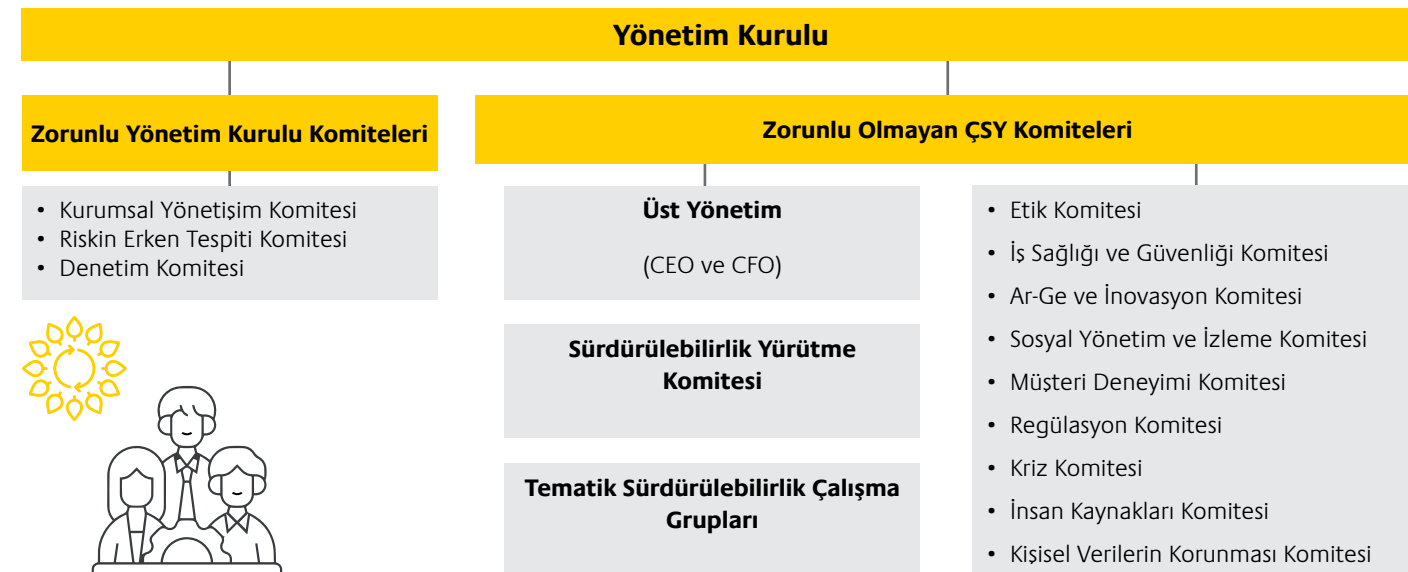 Yönetim Kurulu
Zorunlu Yönetim Kurulu Komiteleri
• Kurumsal Yönetişim Komitesi
• Riskin Erken Tespiti Komitesi
• Denetim Komitesi
Zorunlu Olmayan ÇSY Komiteleri
Üst Yönetim
(CEO ve CFO)
Sürdürülebilirlik Yürütme
Komitesi
Tematik Sürdürülebilirlik Çalışma
Grupları
• Etik Komitesi
• İş Sağlığı ve Güvenliği Komitesi
• Ar-Ge ve İnovasyon Komitesi
• Sosyal Yönetim ve İzleme Komitesi
• Müşteri Deneyimi Komitesi
• Regülasyon Komitesi
• Kriz Komitesi
• İnsan Kaynakları Komitesi
• Kişisel Verilerin Korunması Komitesi